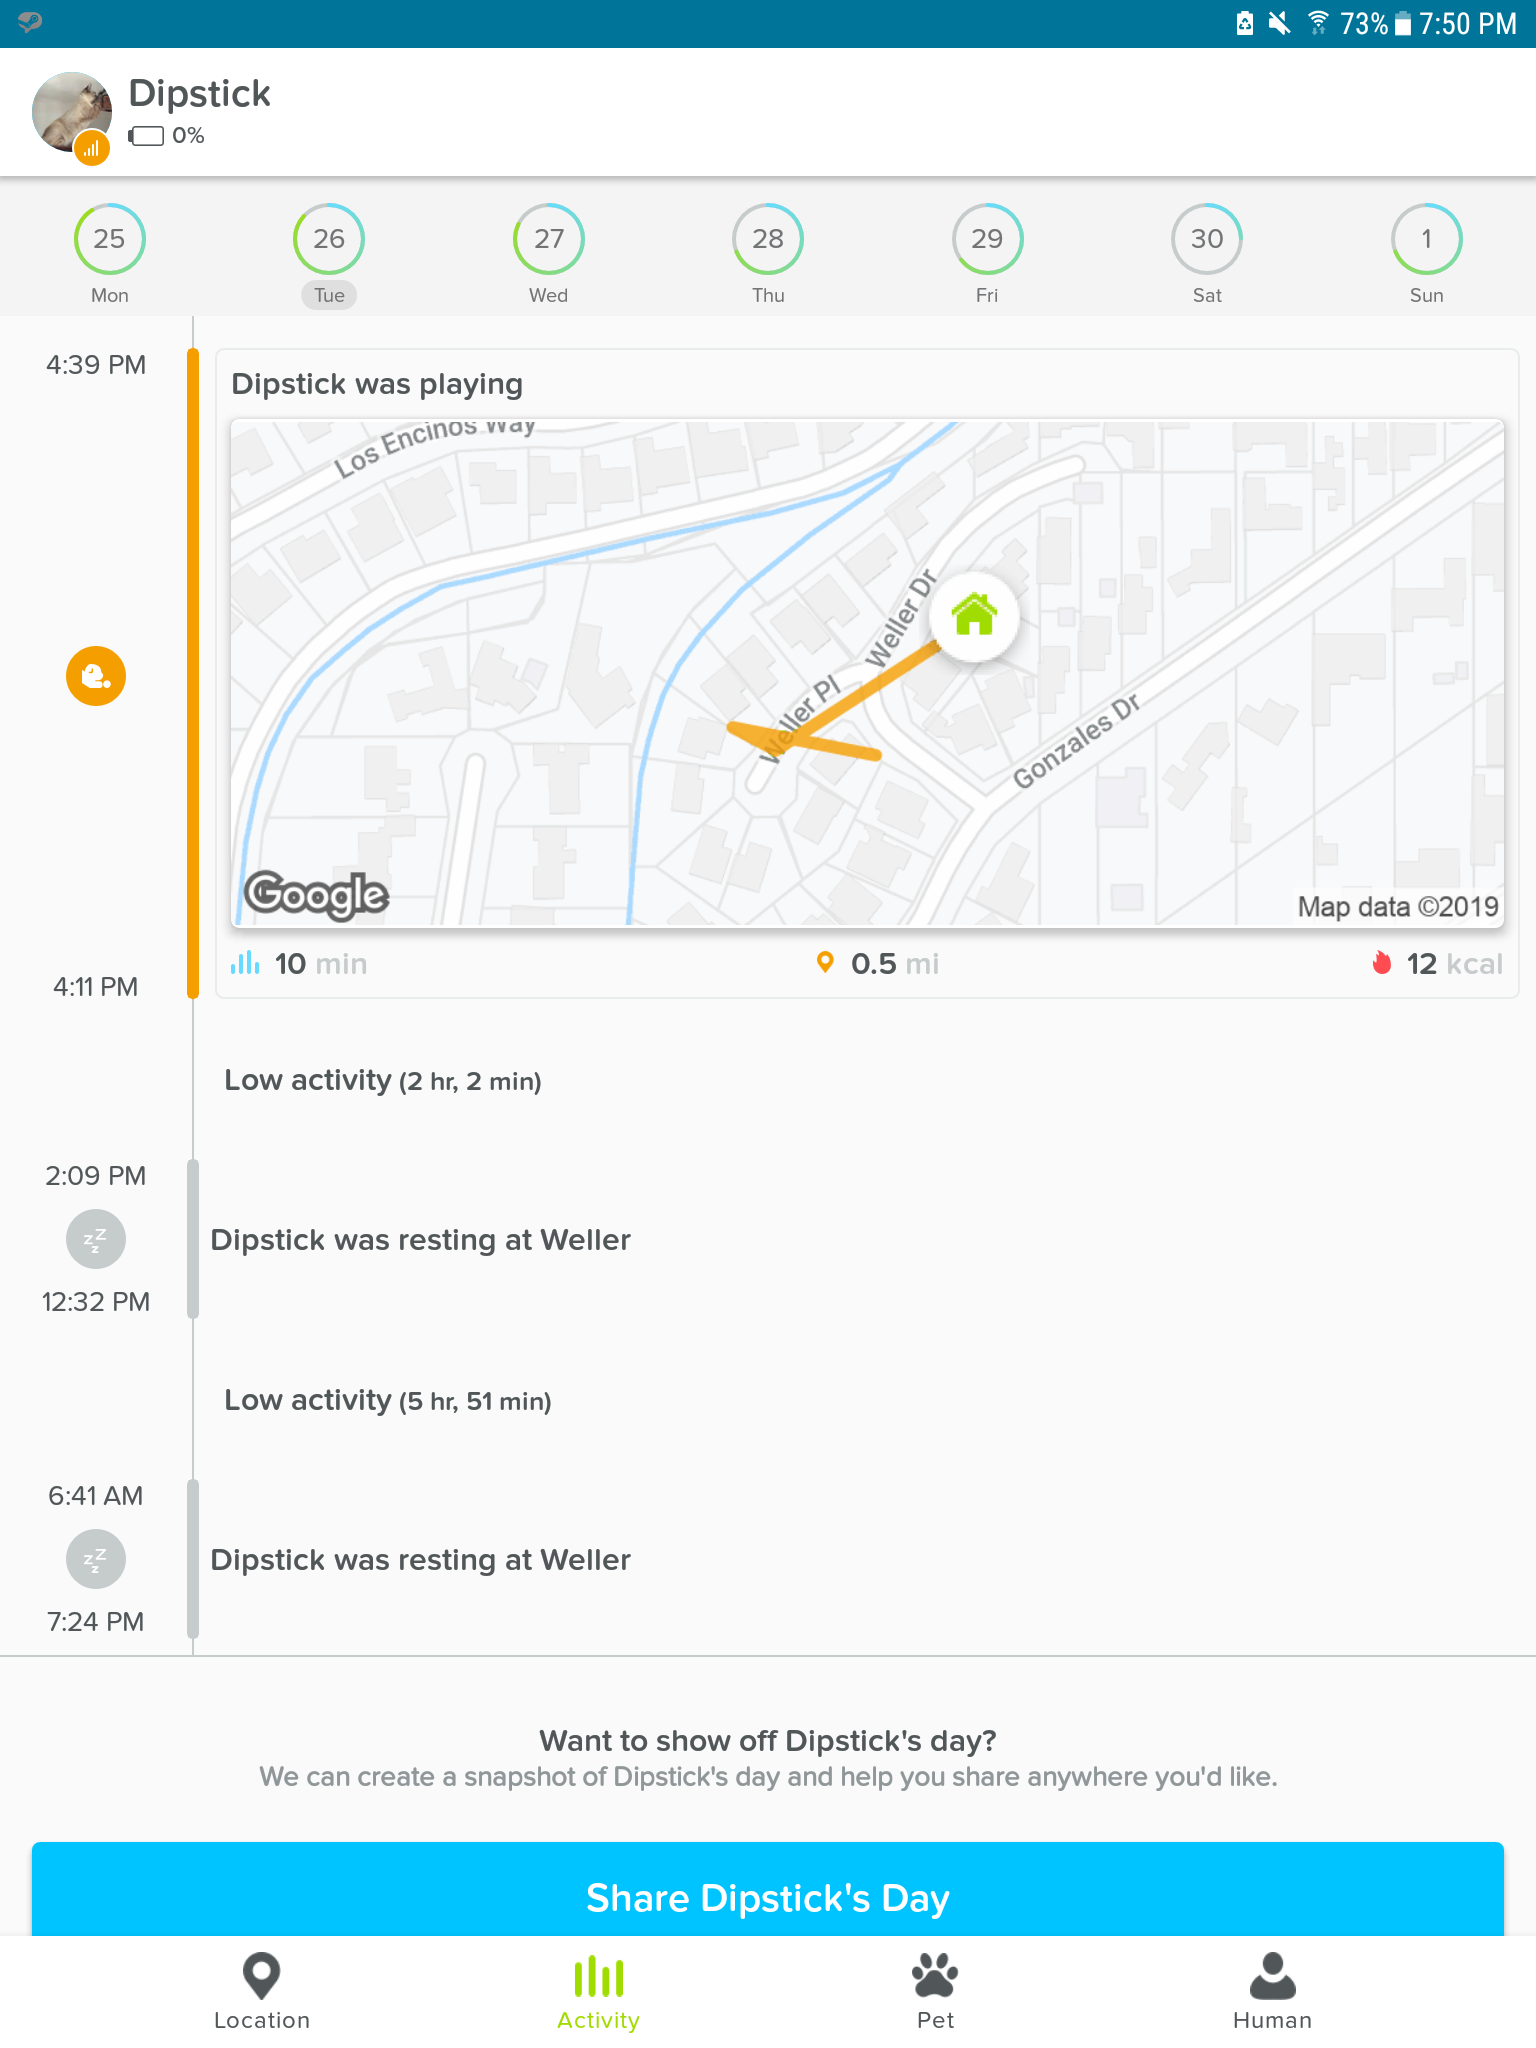 73% 7:50 PM
Dipstick
0%
25 26 27 28 29 30 1
Mon Tue Wed Thu Fri Sat Sun
4:39 PM
Dipstick was playing
Los Encinos Way
Weller Dr
Weller Pl
Gonzales Dr
Google
Map data ©2019
10 min 0.5 mi 12 kcal
4:11 PM
Low activity (2 hr, 2 min)
2:09 PM
zzz
Dipstick was resting at Weller
12:32 PM
Low activity (5 hr, 51 min)
6:41 AM
zzz
Dipstick was resting at Weller
7:24 PM
Want to show off Dipstick's day?
We can create a snapshot of Dipstick's day and help you share anywhere you'd like.
Share Dipstick's Day
Location Activity Pet Human